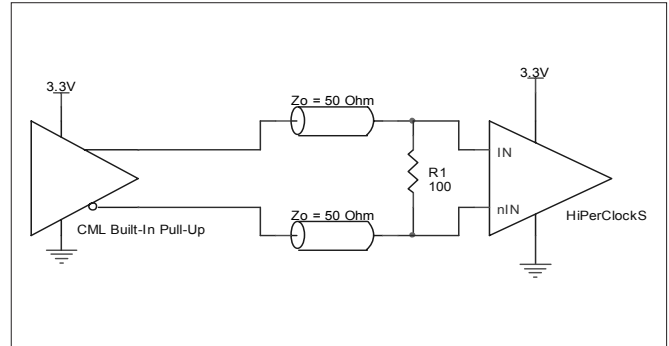 3.3V
3.3V
Zo = 50 Ohm
IN
R1
100
nIN
Zo = 50 Ohm
HiPerClockS
CML Built-In Pull-Up